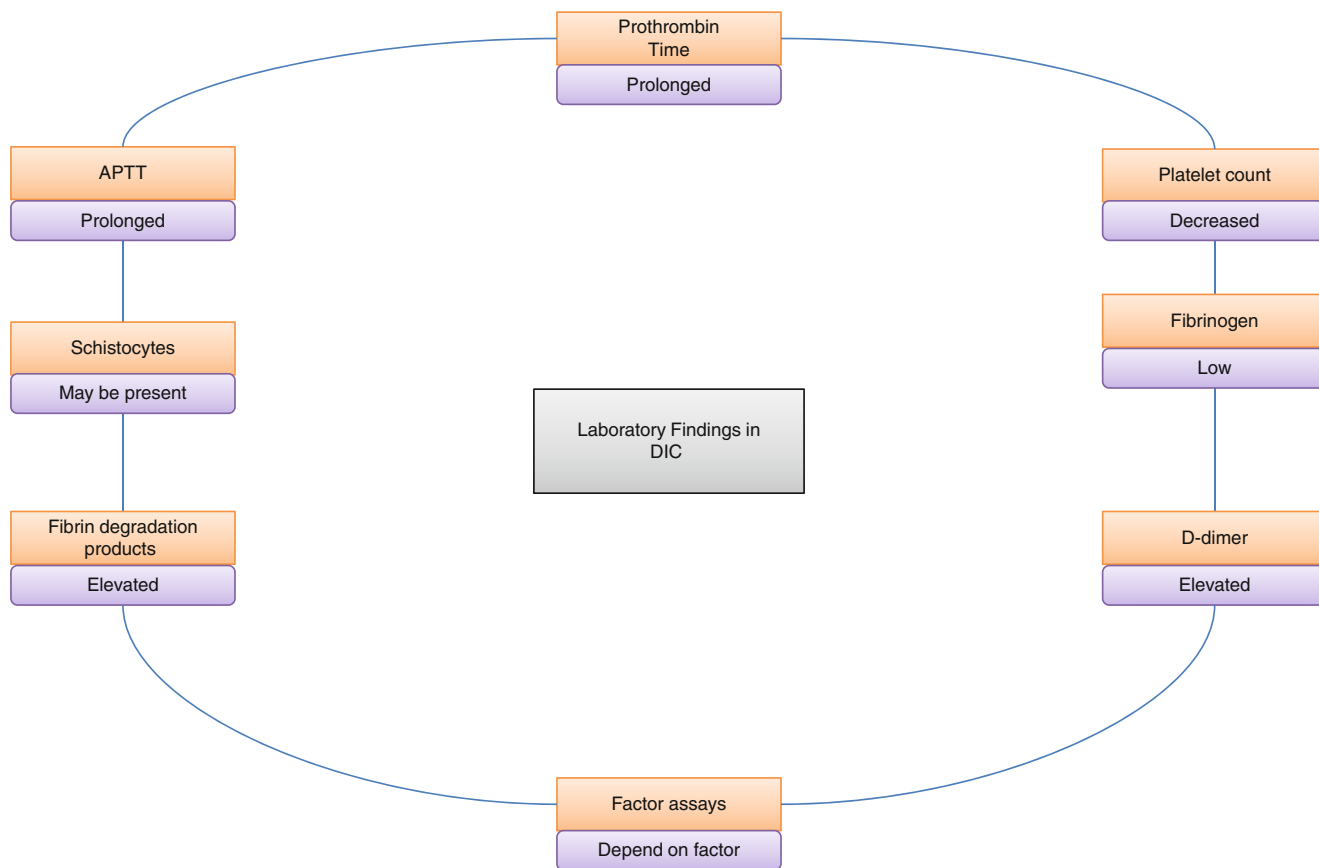 Prothrombin
Time
Prolonged
APTT
Prolonged
Platelet count
Decreased
Schistocytes
May be present
Fibrinogen
Low
Laboratory Findings in
DIC
Fibrin degradation
products
Elevated
D-dimer
Elevated
Factor assays
Depend on factor